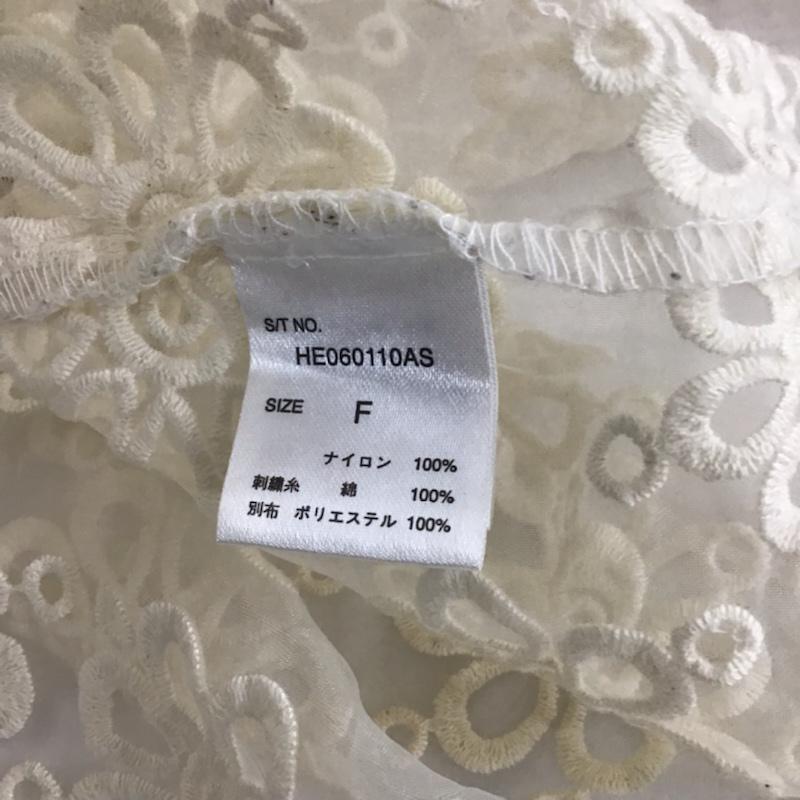 S/T NO.
HE060110AS
SIZE F
ナイロン 100%
刺繍糸 綿 100%
別布 ポリエステル 100%